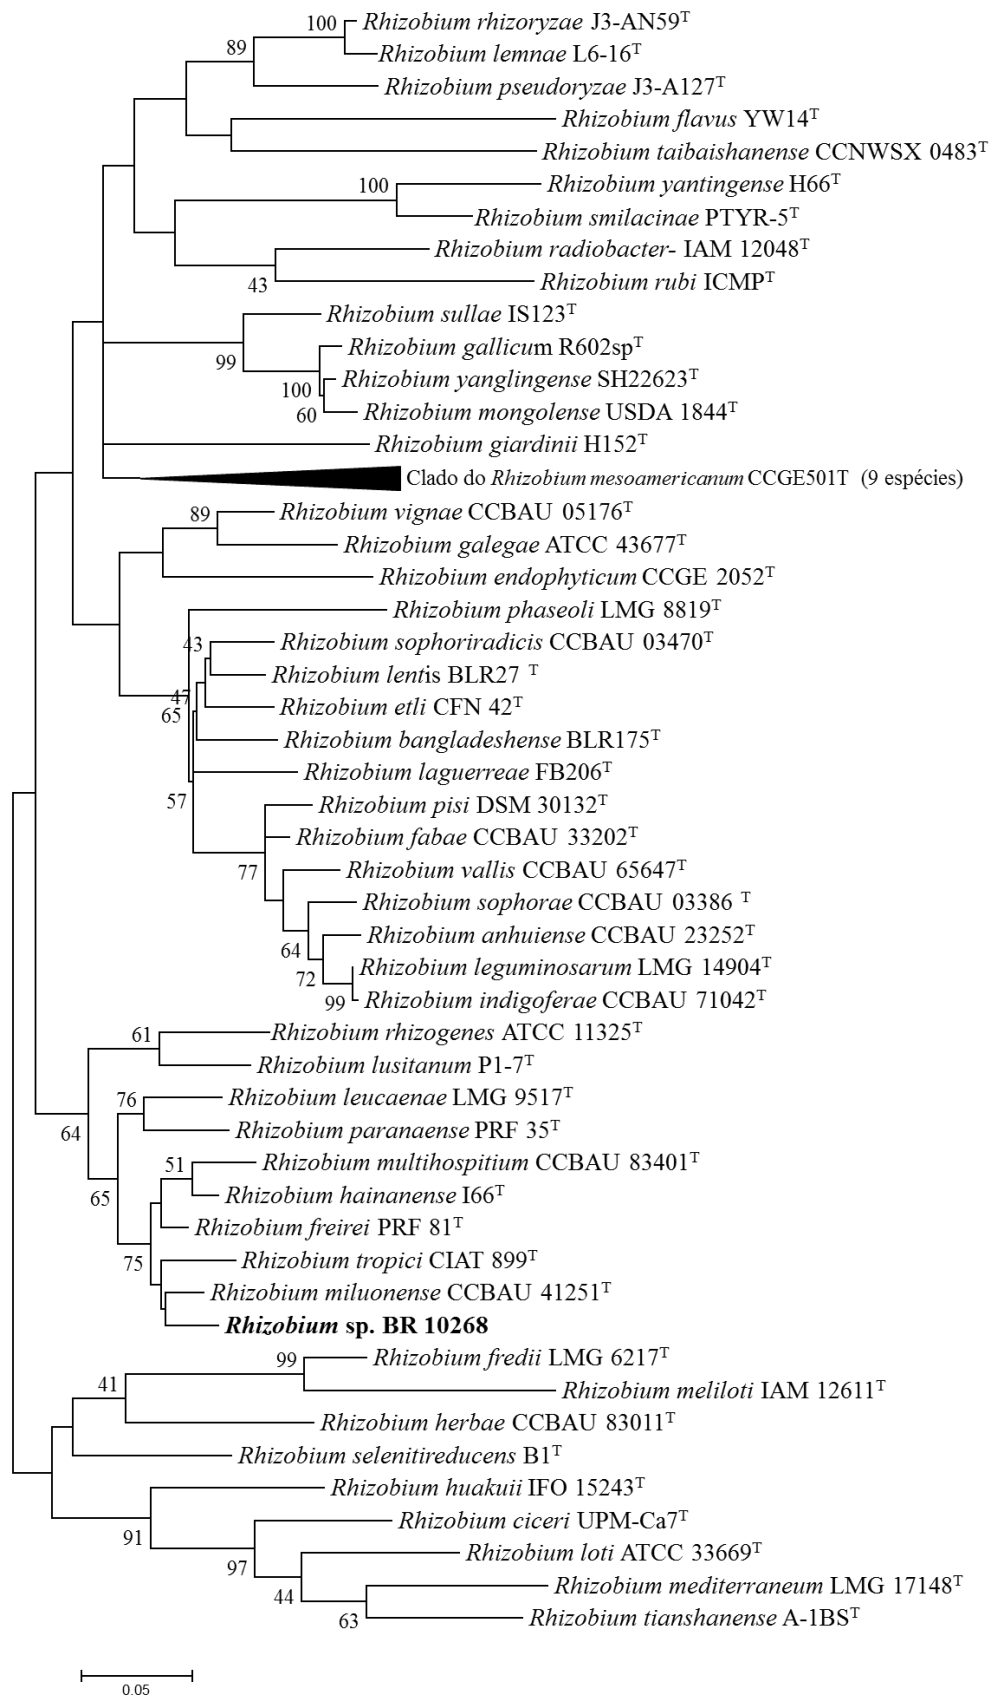 100 Rhizobium rhizoryzae J3-AN59ᵀ
89 Rhizobium lemnae L6-16ᵀ
Rhizobium pseudoryzae J3-A127ᵀ
Rhizobium flavus YW14ᵀ
Rhizobium taibaishanense CCNWSX 0483ᵀ
100 Rhizobium yantingense H66ᵀ
Rhizobium smilacinae PTYR-5ᵀ
Rhizobium radiobacter- IAM 12048ᵀ
43 Rhizobium rubi ICMPᵀ
Rhizobium sullae IS123ᵀ
99 Rhizobium gallicum R602spᵀ
100 Rhizobium yanglingense SH22623ᵀ
60 Rhizobium mongolense USDA 1844ᵀ
Rhizobium giardinii H152ᵀ
Clado do Rhizobium mesoamericanum CCGE501T (9 espécies)
89 Rhizobium vignae CCBAU 05176ᵀ
Rhizobium galegae ATCC 43677ᵀ
Rhizobium endophyticum CCGE 2052ᵀ
Rhizobium phaseoli LMG 8819ᵀ
43 Rhizobium sophoriradicis CCBAU 03470ᵀ
Rhizobium lentis BLR27 ᵀ
47 Rhizobium etli CFN 42ᵀ
65
Rhizobium bangladeshense BLR175ᵀ
Rhizobium laguerreae FB206ᵀ
57 Rhizobium pisi DSM 30132ᵀ
Rhizobium fabae CCBAU 33202ᵀ
77 Rhizobium vallis CCBAU 65647ᵀ
Rhizobium sophorae CCBAU 03386 ᵀ
64 Rhizobium anhuiense CCBAU 23252ᵀ
72 Rhizobium leguminosarum LMG 14904ᵀ
99 Rhizobium indigoferae CCBAU 71042ᵀ
61 Rhizobium rhizogenes ATCC 11325ᵀ
Rhizobium lusitanum P1-7ᵀ
76 Rhizobium leucaenae LMG 9517ᵀ
64 Rhizobium paranaense PRF 35ᵀ
51 Rhizobium multihospitium CCBAU 83401ᵀ
65 Rhizobium hainanense I66ᵀ
Rhizobium freirei PRF 81ᵀ
75 Rhizobium tropici CIAT 899ᵀ
Rhizobium miluonense CCBAU 41251ᵀ
Rhizobium sp. BR 10268
99 Rhizobium fredii LMG 6217ᵀ
41 Rhizobium meliloti IAM 12611ᵀ
Rhizobium herbae CCBAU 83011ᵀ
Rhizobium selenitireducens B1ᵀ
Rhizobium huakuii IFO 15243ᵀ
91 Rhizobium ciceri UPM-Ca7ᵀ
97 Rhizobium loti ATCC 33669ᵀ
44 Rhizobium mediterraneum LMG 17148ᵀ
63 Rhizobium tianshanense A-1BSᵀ
0.05